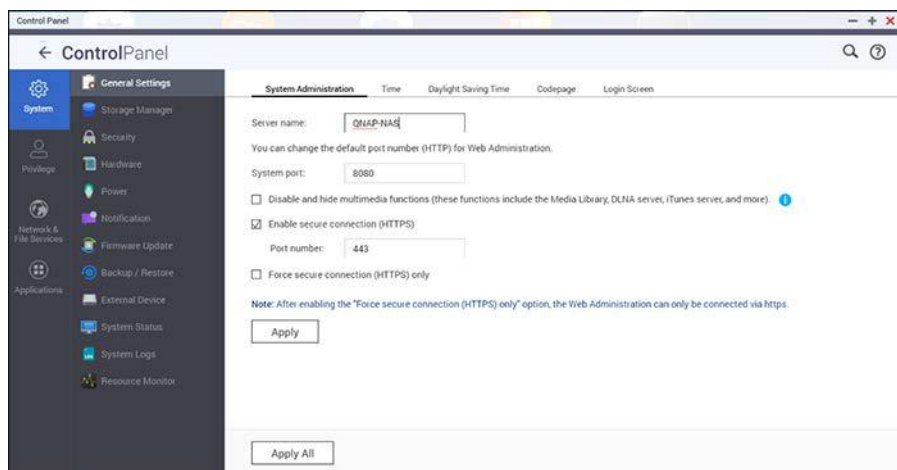 Control Panel
ControlPanel
System
Privilege
Network &
File Services
Applications
General Settings
Storage Manager
Security
Hardware
Power
Notification
Firmware Update
Backup / Restore
External Device
System Status
System Logs
Resource Monitor
System Administration Time Daylight Saving Time Codepage Login Screen
Server name: QNAP-NAS
You can change the default port number (HTTP) for Web Administration.
System port: 8080
Disable and hide multimedia functions (these functions include the Media Library, DLNA server, iTunes server, and more).
Enable secure connection (HTTPS)
Port number: 443
Force secure connection (HTTPS) only
Note: After enabling the "Force secure connection (HTTPS) only" option, the Web Administration can only be connected via https.
Apply
Apply All